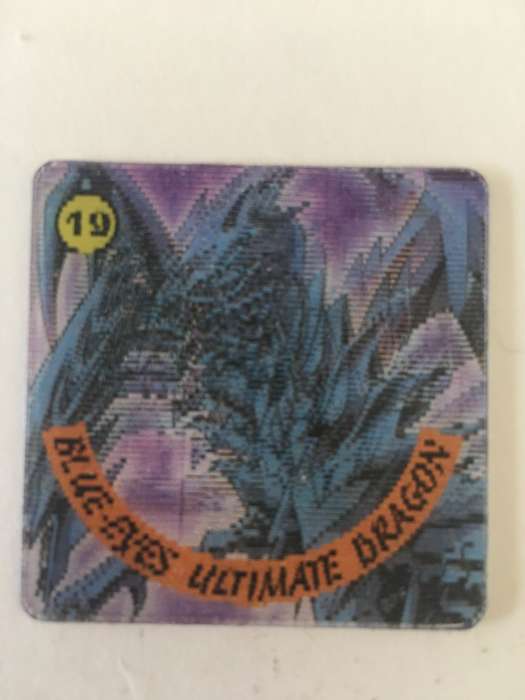 19
BLUE-EYES ULTIMATE DRAGON